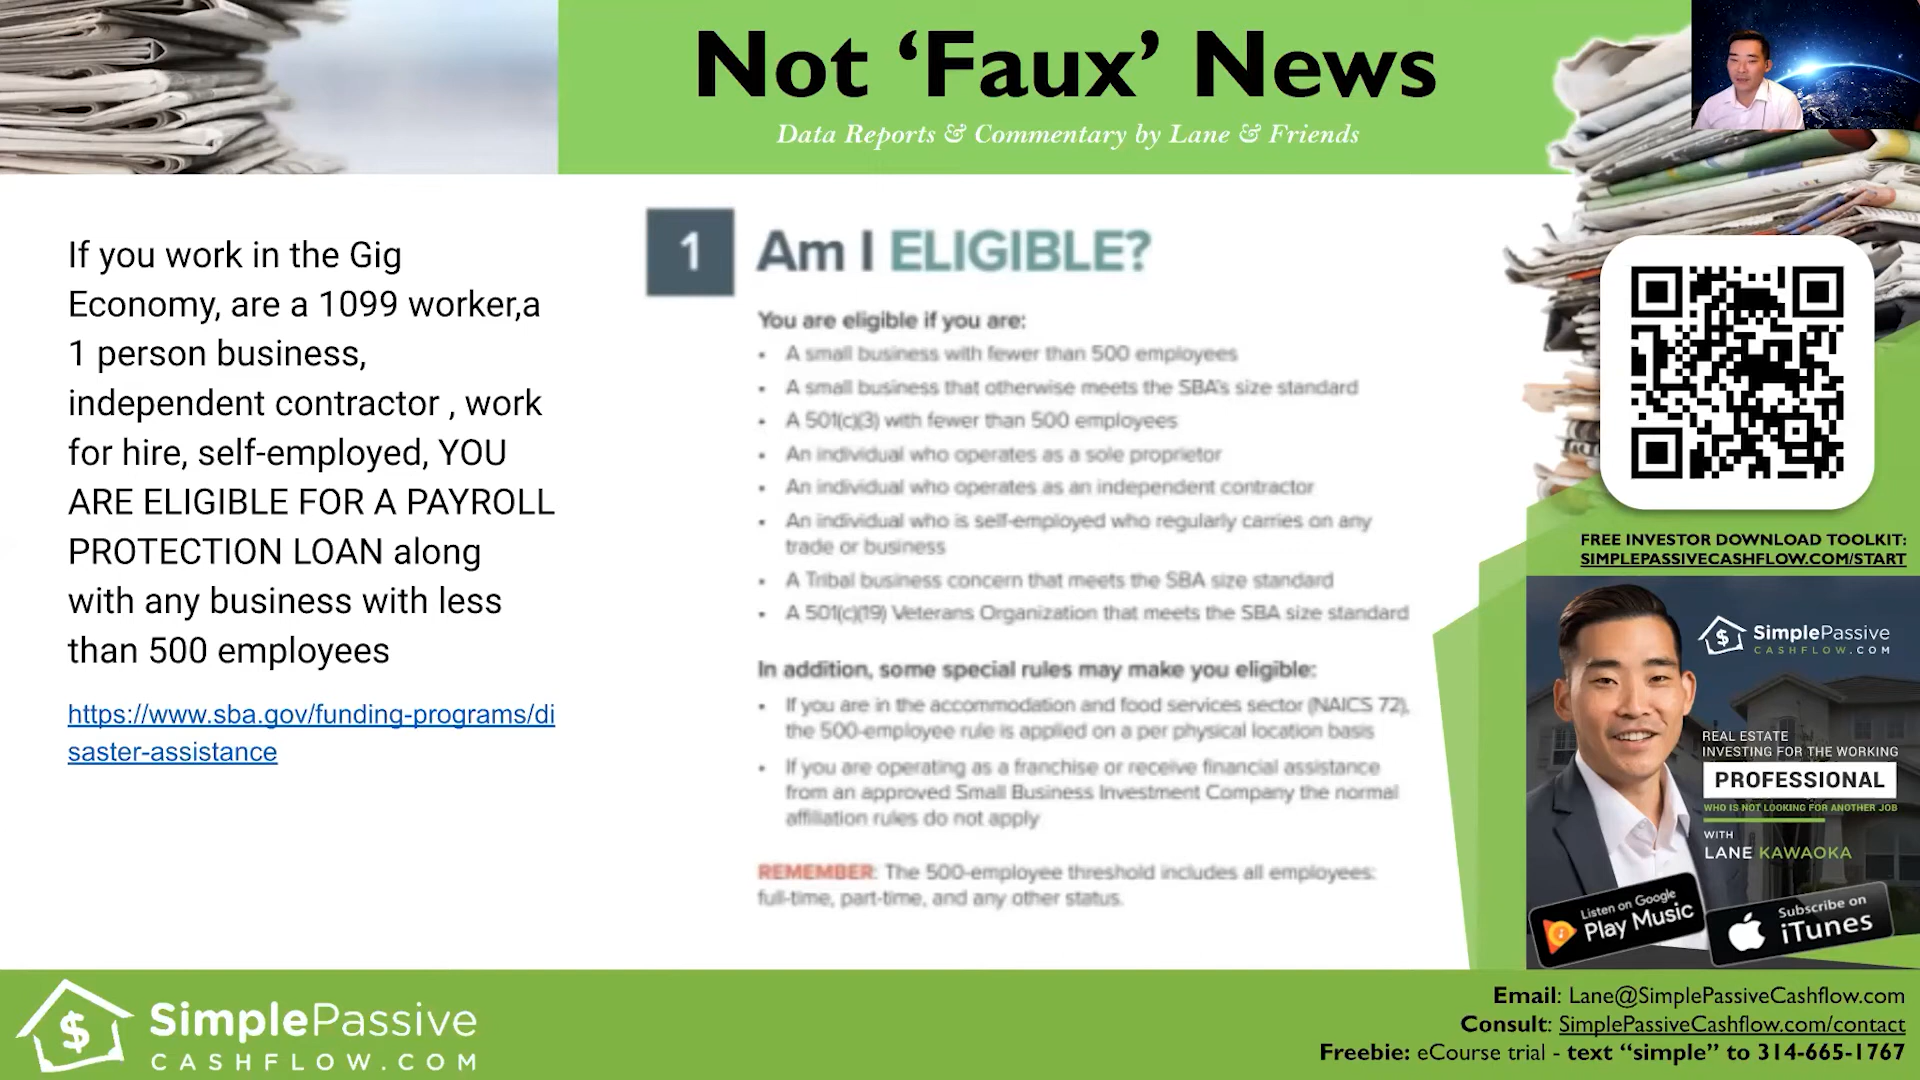 Not ‘Faux’ News
Data Reports & Commentary by Lane & Friends
If you work in the Gig
Economy, are a 1099 worker,a
1 person business,
independent contractor , work
for hire, self-employed, YOU
ARE ELIGIBLE FOR A PAYROLL
PROTECTION LOAN along
with any business with less
than 500 employees
https://www.sba.gov/funding-programs/di
saster-assistance
1 Am I ELIGIBLE?
You are eligible if you are:
• A small business with fewer than 500 employees
• A small business that otherwise meets the SBA's size standard
• A 501(c)(3) with fewer than 500 employees
• An individual who operates as a sole proprietor
• An individual who operates as an independent contractor
• An individual who is self-employed who regularly carries on any
trade or business
• A Tribal business concern that meets the SBA size standard
• A 501(c)(19) Veterans Organization that meets the SBA size standard
In addition, some special rules may make you eligible:
• If you are in the accommodation and food services sector (NAICS 72),
the 500-employee rule is applied on a per physical location basis
• If you are operating as a franchise or receive financial assistance
from an approved Small Business Investment Company the normal
affiliation rules do not apply
REMEMBER: The 500-employee threshold includes all employees:
full-time, part-time, and any other status.
FREE INVESTOR DOWNLOAD TOOLKIT:
SIMPLEPASSIVECASHFLOW.COM/START
$ SimplePassive
CASHFLOW.COM
REAL ESTATE
INVESTING FOR THE WORKING
PROFESSIONAL
WHO IS NOT LOOKING FOR ANOTHER JOB
WITH
LANE KAWAOKA
Listen on Google
Play Music
Subscribe on
iTunes
$ SimplePassive
CASHFLOW.COM
Email: Lane@SimplePassiveCashflow.com
Consult: SimplePassiveCashflow.com/contact
Freebie: eCourse trial - text “simple” to 314-665-1767